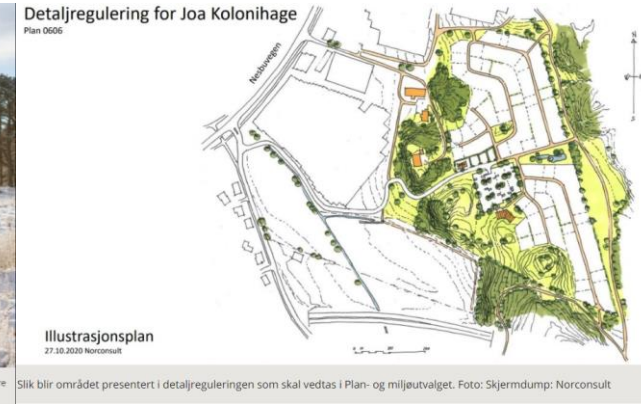 Detaljregulering for Joa Kolonihage
Plan 0606
Nesbuvegen
Illustrasjonsplan
27.10.2020 Norconsult
re
Slik blir området presentert i detaljreguleringen som skal vedtas i Plan- og miljøutvalget. Foto: Skjermdump: Norconsult